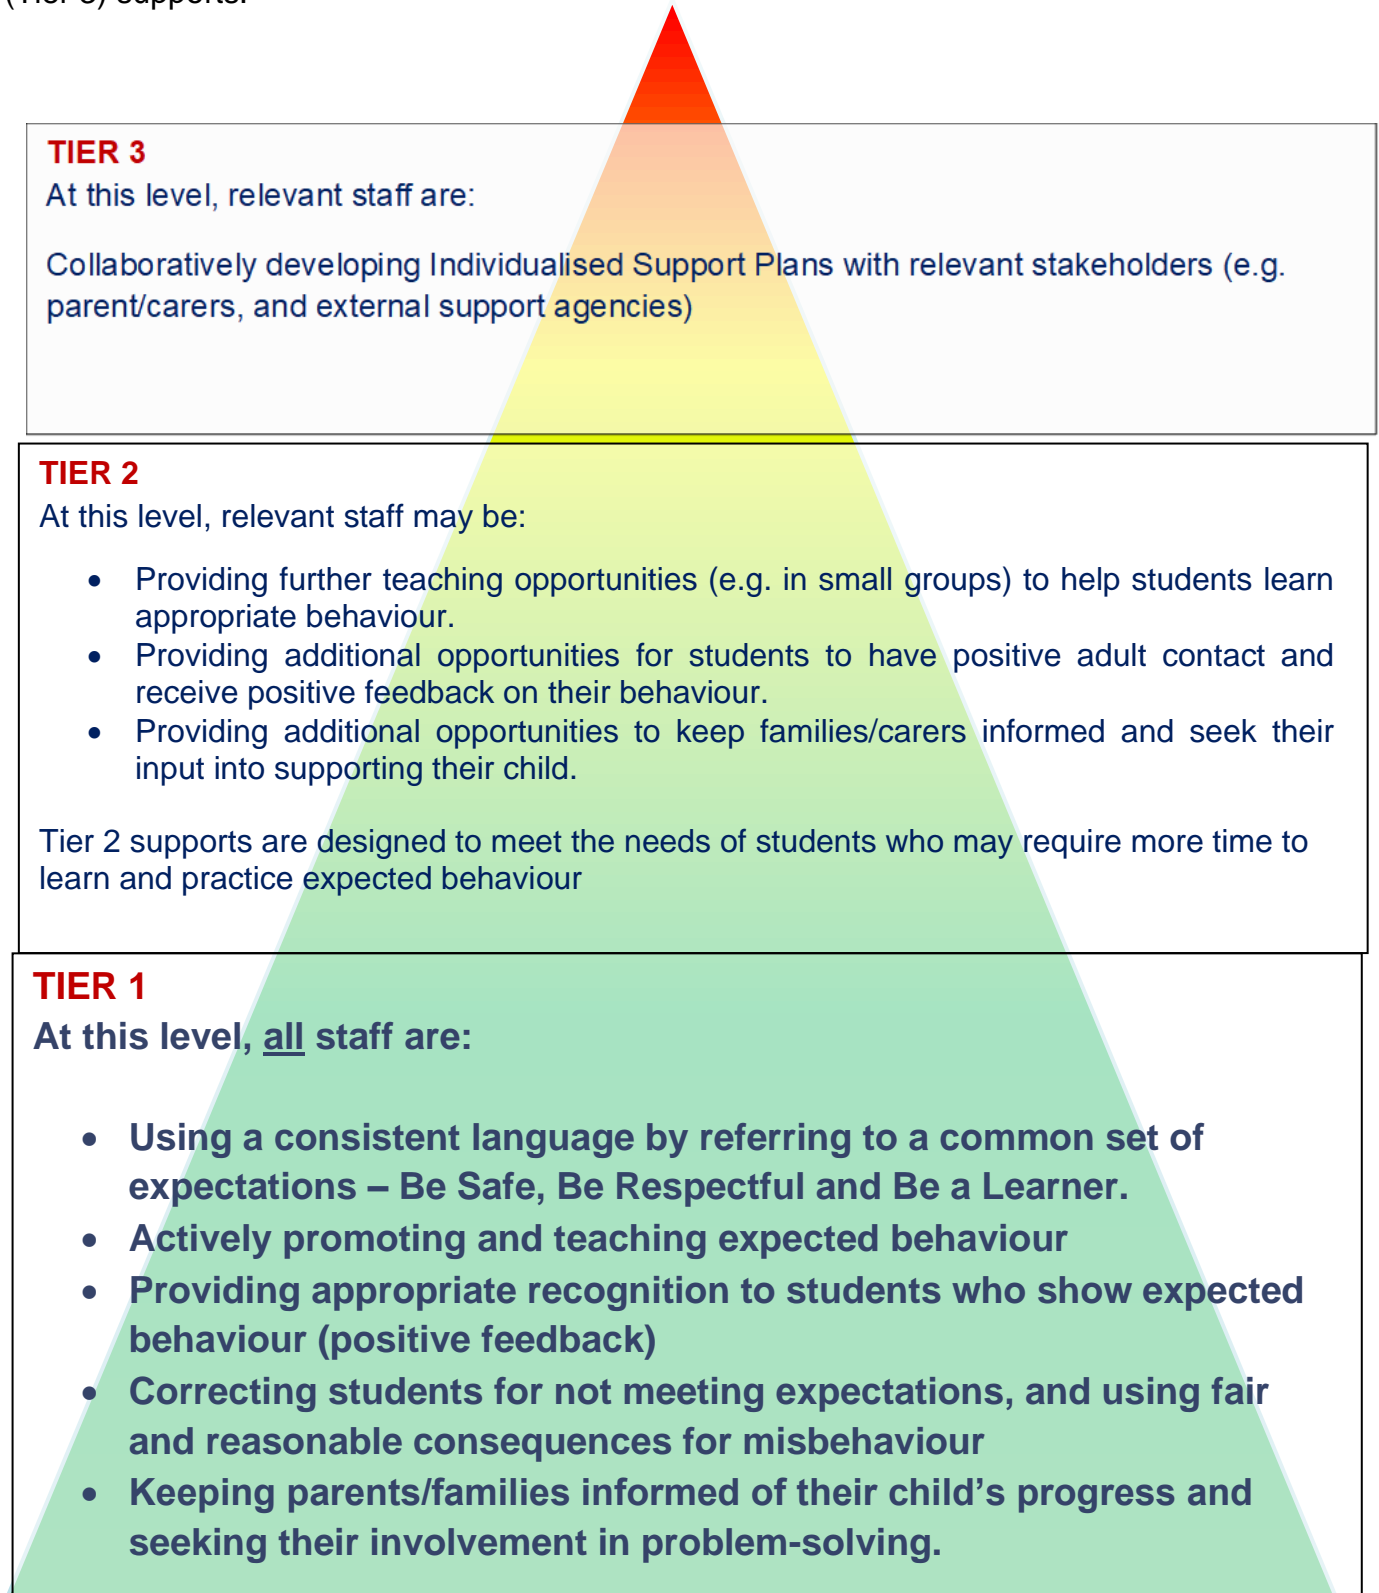 (Tier 3) supports.
TIER 3
At this level, relevant staff are:
Collaboratively developing Individualised Support Plans with relevant stakeholders (e.g.
parent/carers, and external support agencies)
TIER 2
At this level, relevant staff may be:
• Providing further teaching opportunities (e.g. in small groups) to help students learn
appropriate behaviour.
• Providing additional opportunities for students to have positive adult contact and
receive positive feedback on their behaviour.
• Providing additional opportunities to keep families/carers informed and seek their
input into supporting their child.
Tier 2 supports are designed to meet the needs of students who may require more time to
learn and practice expected behaviour
TIER 1
At this level, all staff are:
• Using a consistent language by referring to a common set of
expectations – Be Safe, Be Respectful and Be a Learner.
• Actively promoting and teaching expected behaviour
• Providing appropriate recognition to students who show expected
behaviour (positive feedback)
• Correcting students for not meeting expectations, and using fair
and reasonable consequences for misbehaviour
• Keeping parents/families informed of their child’s progress and
seeking their involvement in problem-solving.